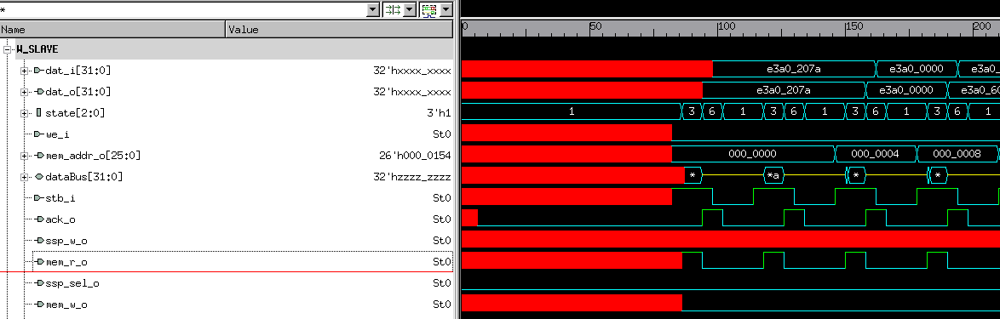 *
Name Value 0 50 100 150 200
W_SLAVE
dat_i[31:0] 32'hxxxx_xxxx e3a0_207a e3a0_0000 e3a0_
dat_o[31:0] 32'hxxxx_xxxx e3a0_207a e3a0_0000 e3a0_60
state[2:0] 3'h1 1 3 6 1 3 6 1 3 6 1 3 6 1
we_i St0
mem_addr_o[25:0] 26'h000_0154 000_0000 000_0004 000_0008
dataBus[31:0] 32'hzzzz_zzzz * *a * *
stb_i St0
ack_o St0
ssp_w_o St0
mem_r_o St0
ssp_sel_o St0
mem_w_o St0